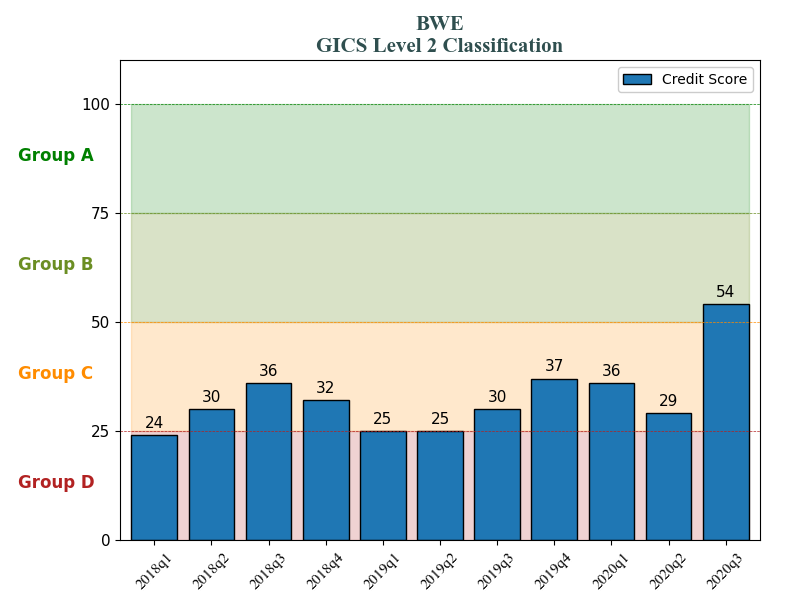 BWE
GICS Level 2 Classification
Credit Score
100
Group A
75
Group B
50
Group C
25
Group D
0
24
30
36
32
25
25
30
37
36
29
54
2018q1
2018q2
2018q3
2018q4
2019q1
2019q2
2019q3
2019q4
2020q1
2020q2
2020q3